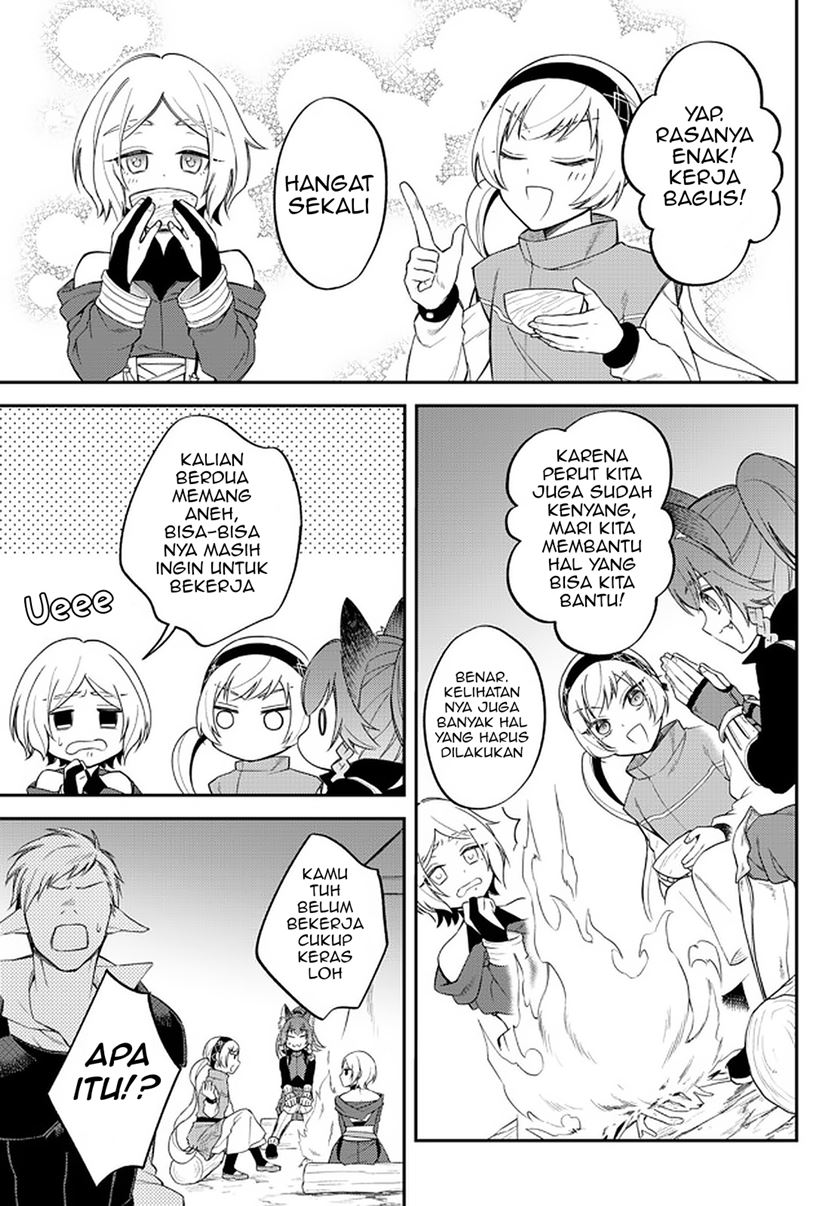 YAP.
RASANYA
ENAK!
KERJA
BAGUS!
HANGAT
SEKALI
KARENA
PERUT KITA
JUGA SUDAH
KENYANG,
MARI KITA
MEMBANTU
HAL YANG
BISA KITA
BANTU!
BENAR.
KELIHATAN
NYA JUGA
BANYAK HAL
YANG HARUS
DILAKUKAN
KALIAN
BERDUA
MEMANG
ANEH,
BISA-BISA
NYA MASIH
INGIN UNTUK
BEKERJA
Ueee
KAMU
TUH
BELUM
BEKERJA
CUKUP
KERAS
LOH
APA
ITU!?